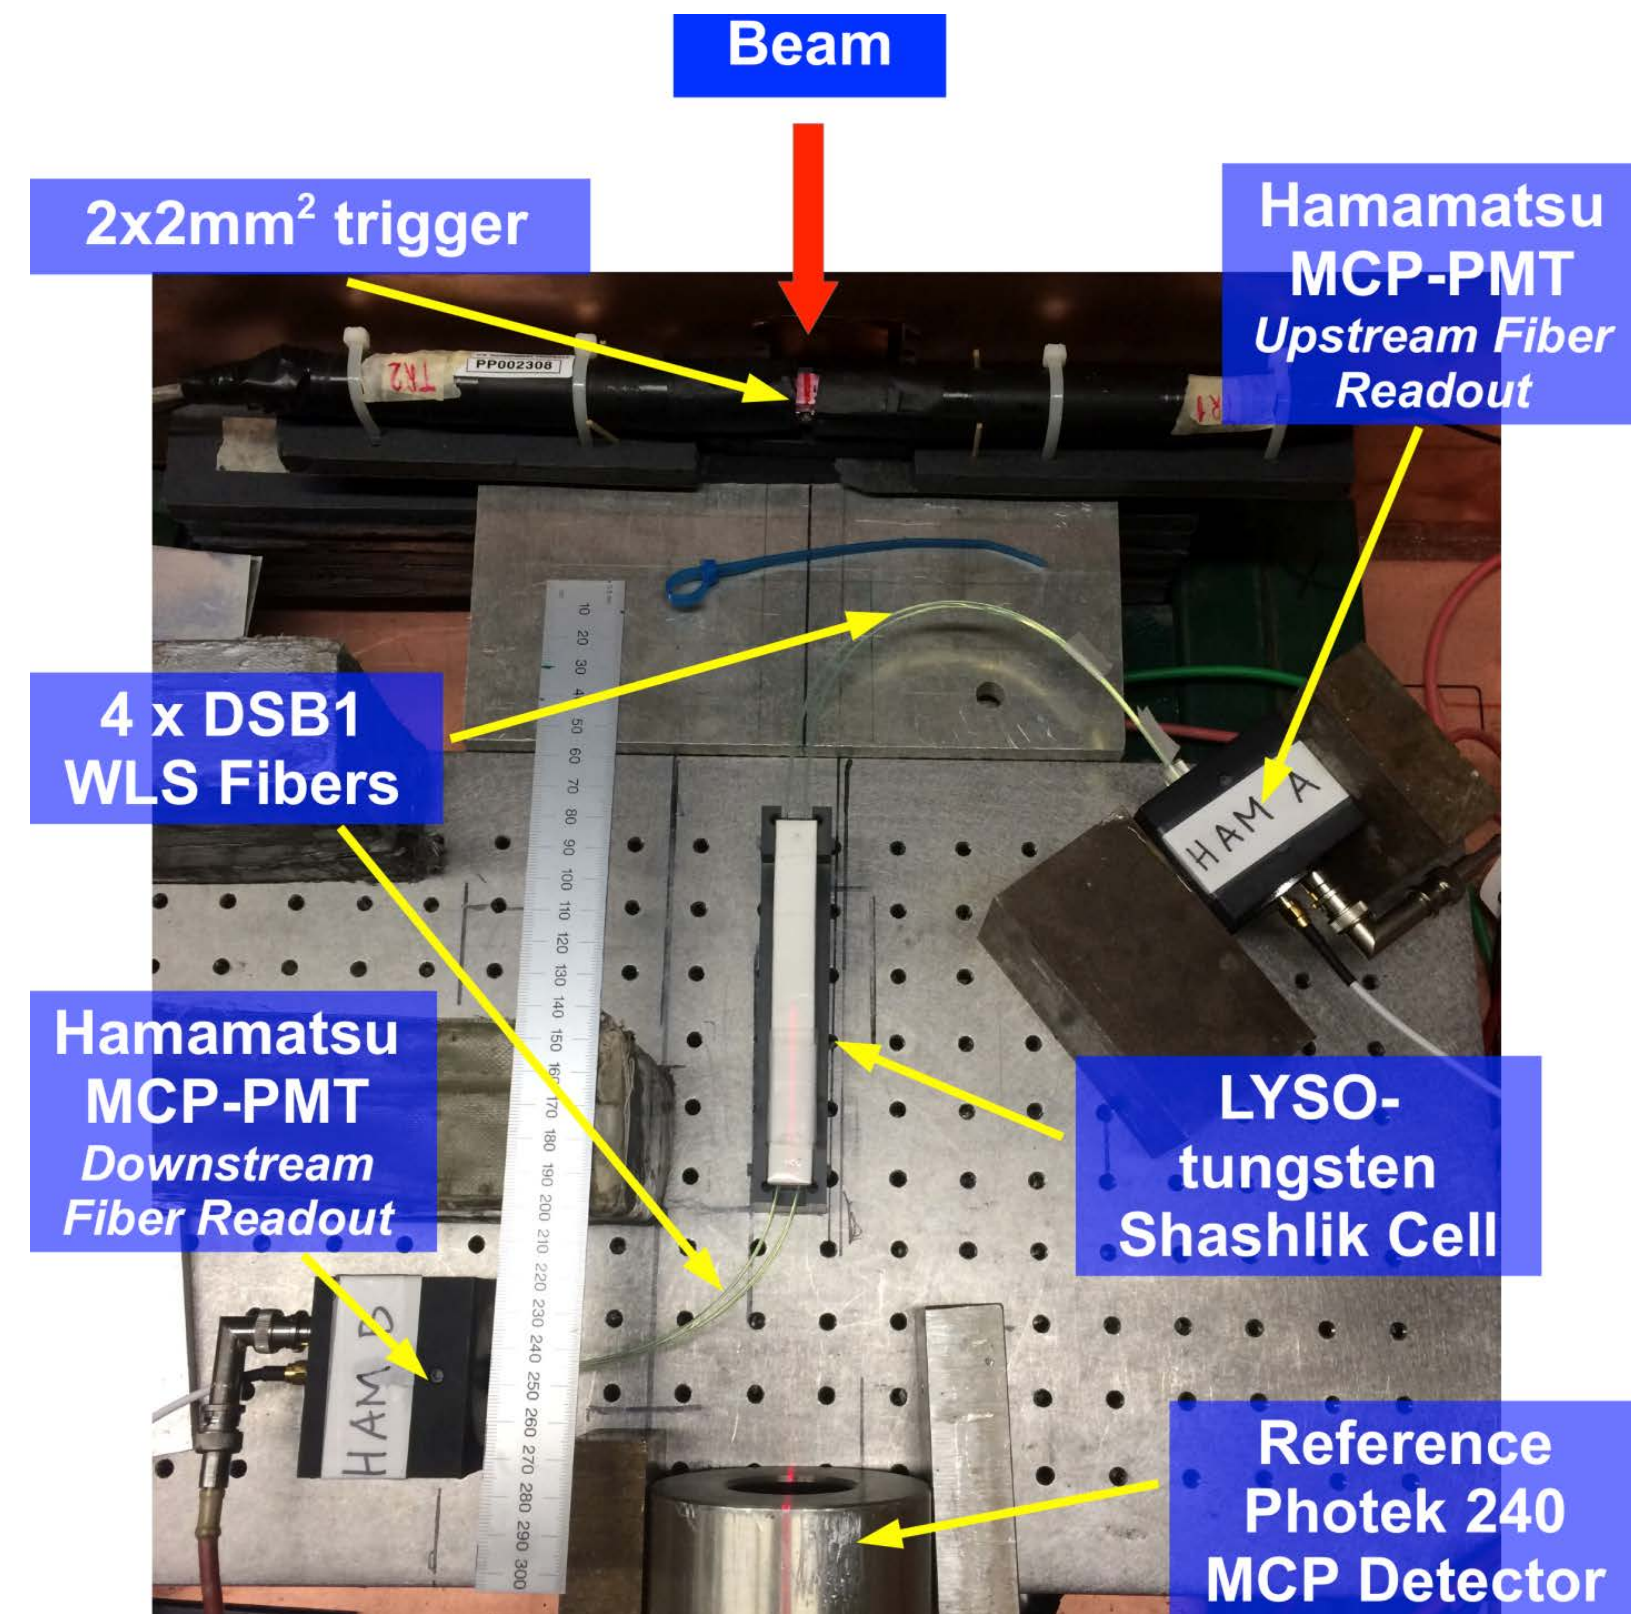 Beam
2x2mm² trigger
Hamamatsu
MCP-PMT
Upstream Fiber
Readout
TR2
PP002308
R1
4 x DSB1
WLS Fibers
HAM A
Hamamatsu
MCP-PMT
Downstream
Fiber Readout
LYSO-
tungsten
Shashlik Cell
HAM
Reference
Photek 240
MCP Detector
10 20 30 4 50 60 70 80 90 100 110 120 130 140 150 160 170 180 190 200 210 220 230 240 250 260 270 280 290 300